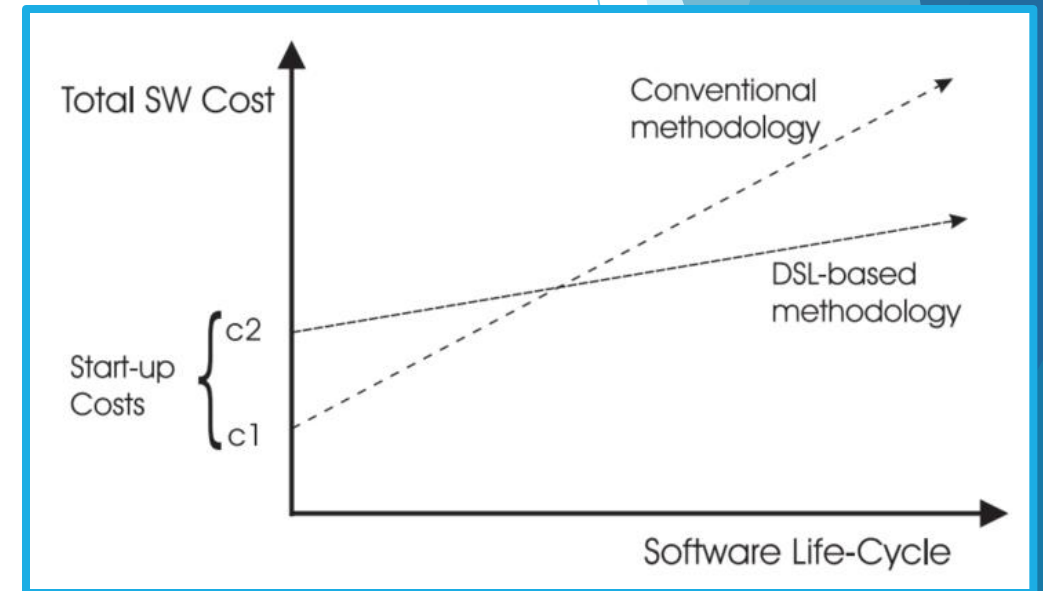 Total SW Cost
Conventional
methodology
DSL-based
methodology
c2
Start-up
Costs
c1
Software Life-Cycle